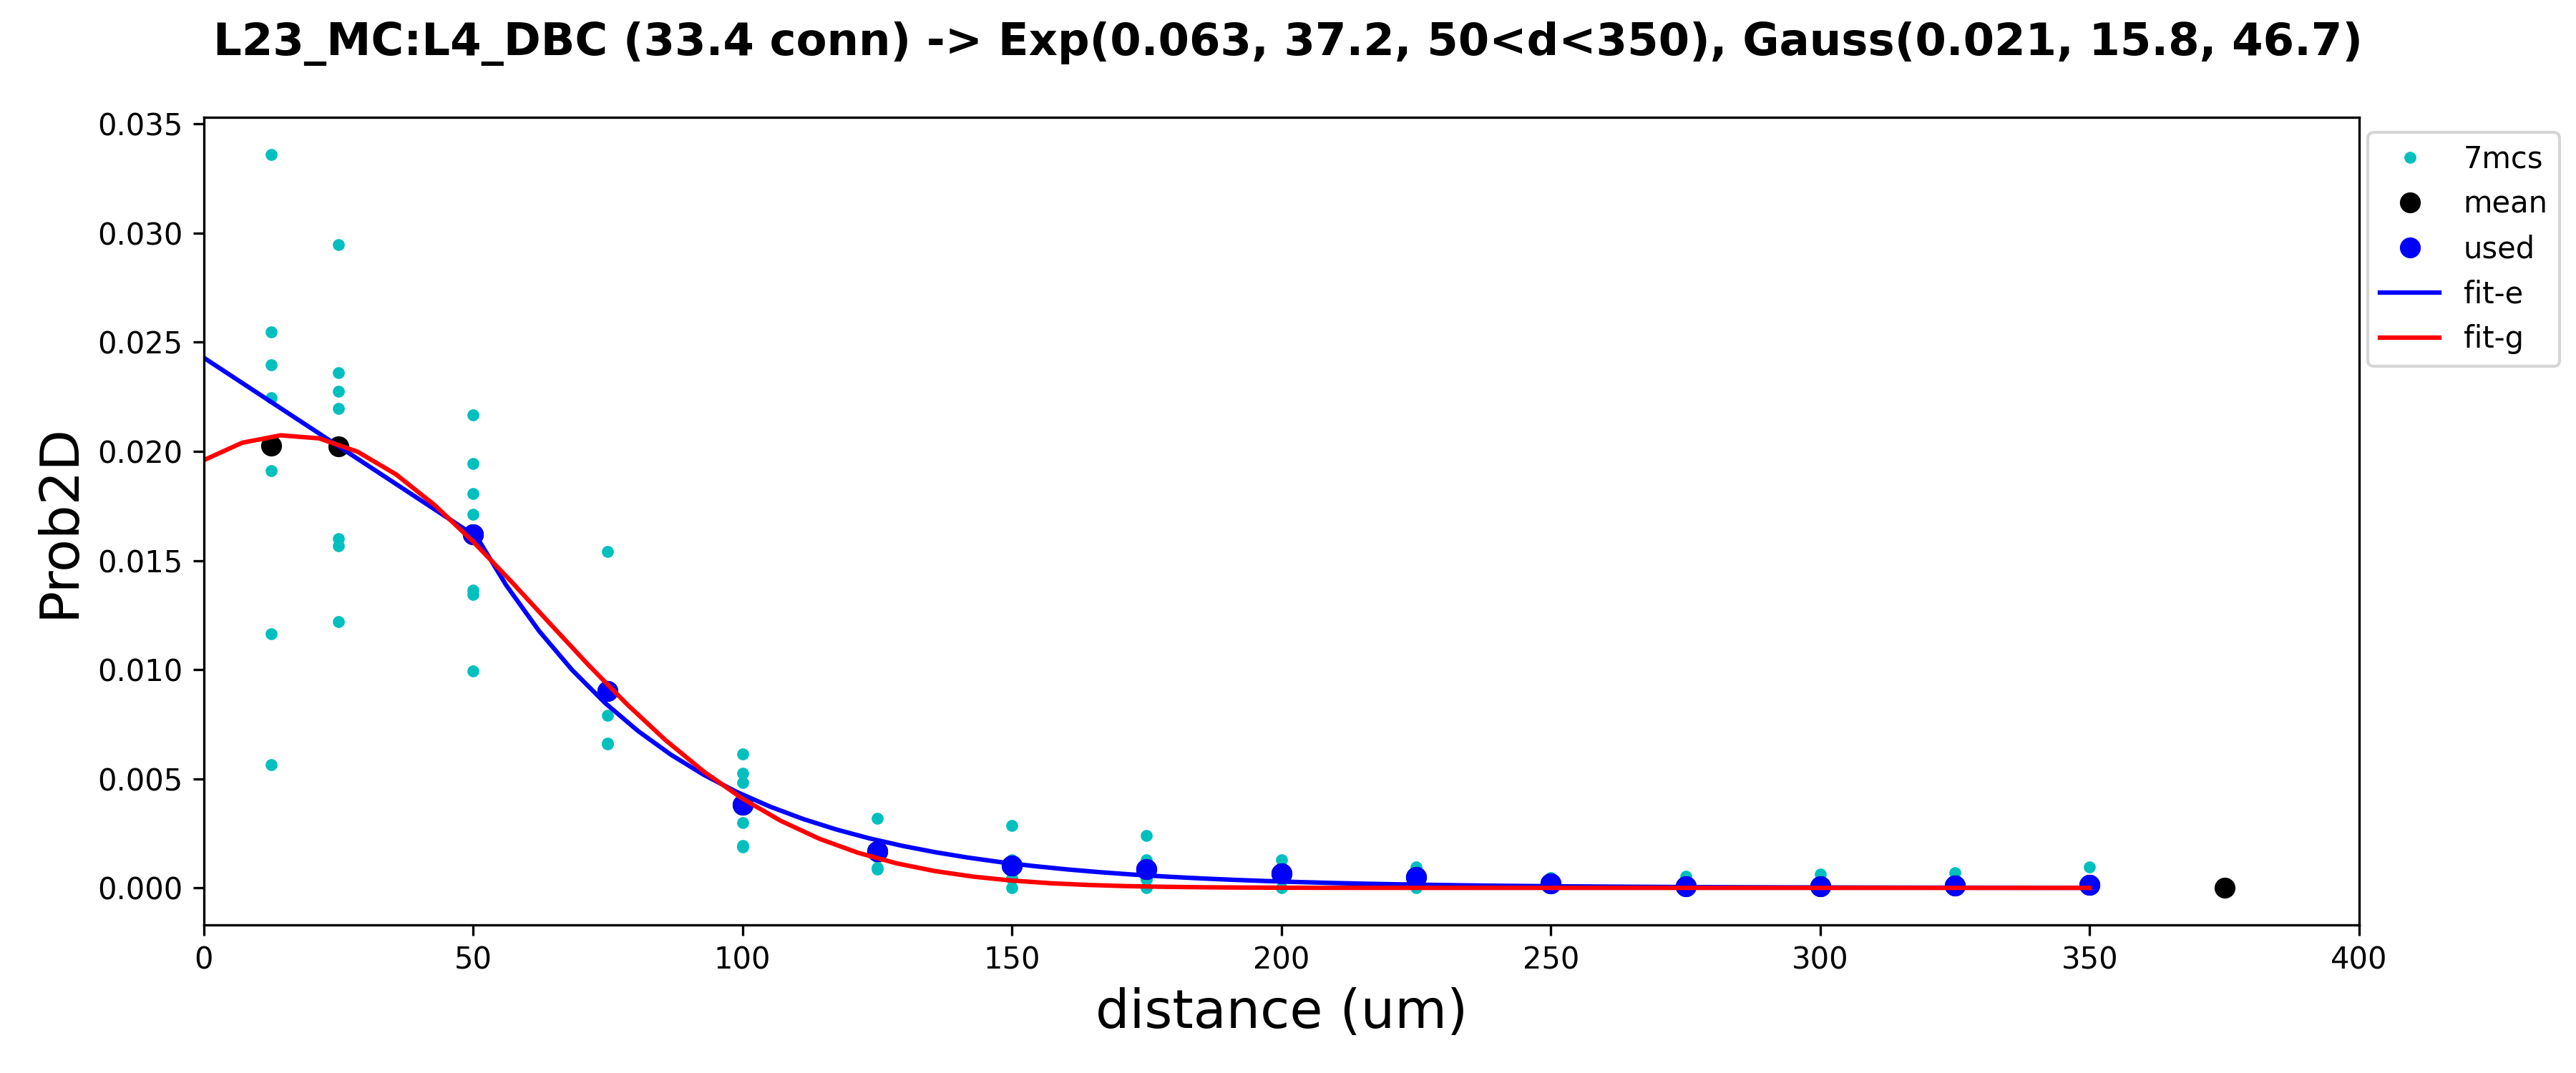 L23_MC:L4_DBC (33.4 conn) -> Exp(0.063, 37.2, 50<d<350), Gauss(0.021, 15.8, 46.7)
0.035
0.030
0.025
0.020
0.015
0.010
0.005
0.000
Prob2D
0 50 100 150 200 250 300 350 400
distance (um)
7mcs
mean
used
fit-e
fit-g